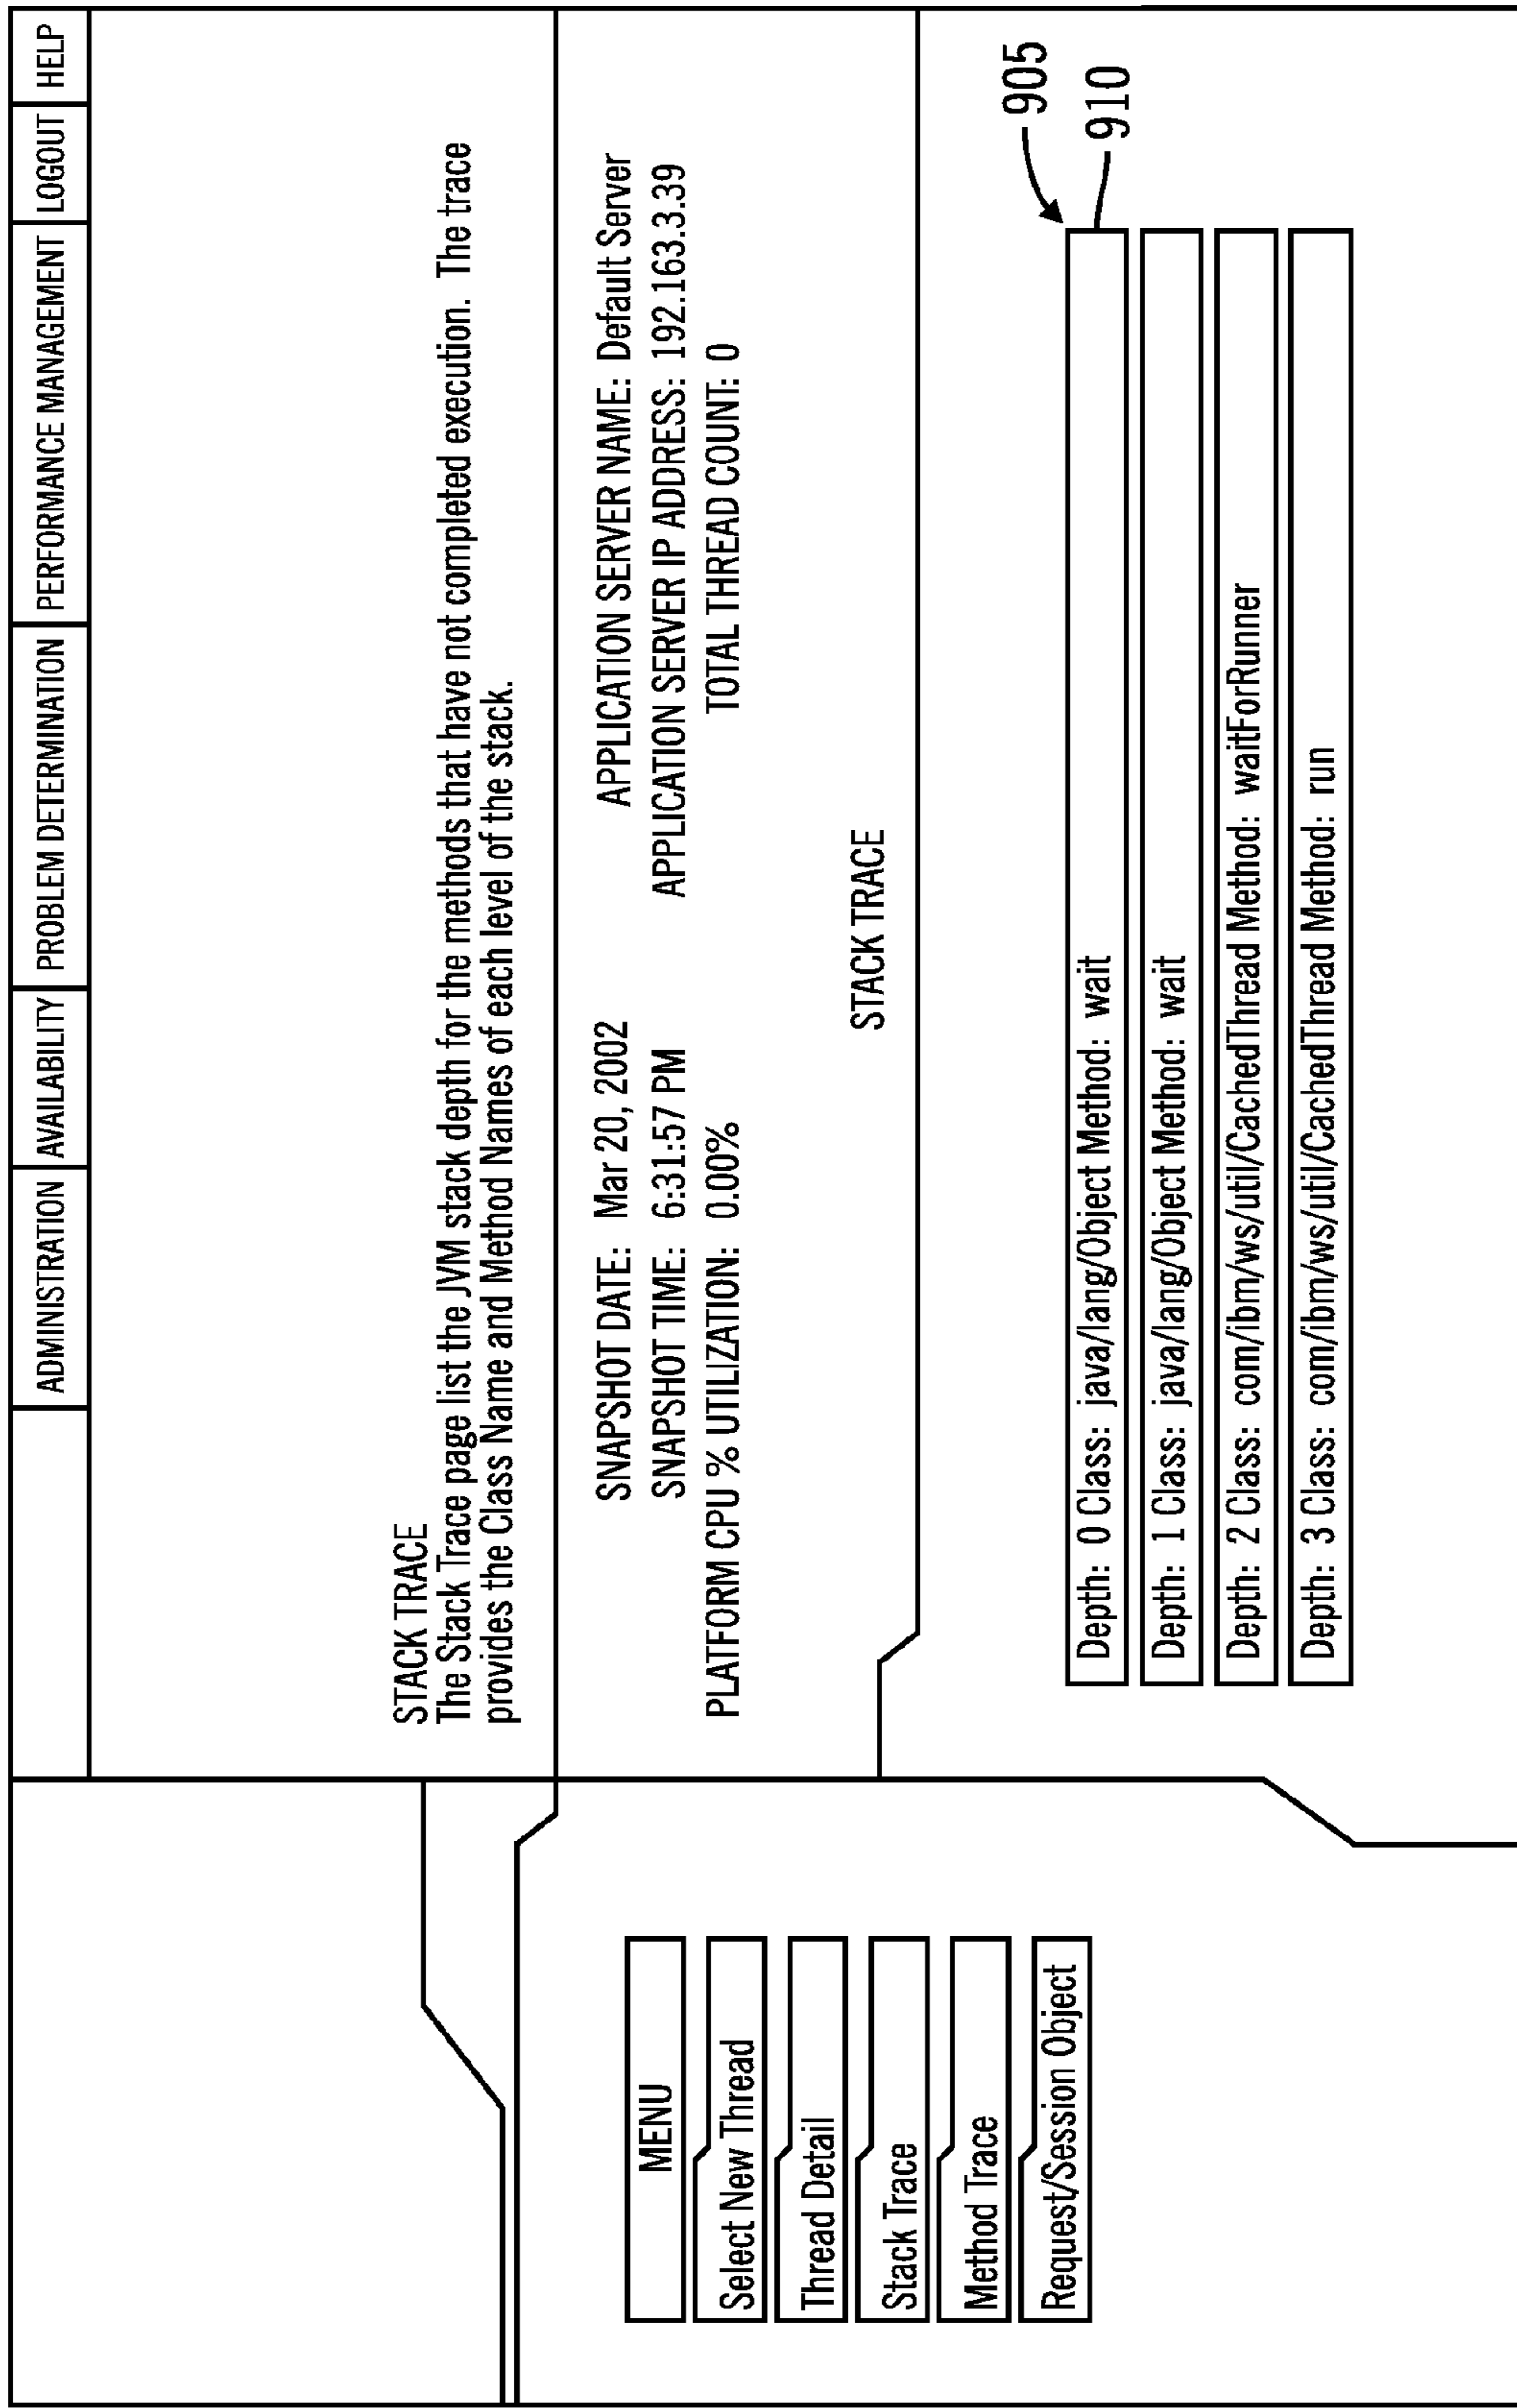 ADMINISTRATION AVAILABILITY PROBLEM DETERMINATION PERFORMANCE MANAGEMENT LOGOUT HELP
STACK TRACE
The Stack Trace page list the JVM stack depth for the methods that have not completed execution. The trace
provides the Class Name and Method Names of each level of the stack.
SNAPSHOT DATE: Mar 20, 2002 APPLICATION SERVER NAME: Default Server
SNAPSHOT TIME: 6:31:57 PM APPLICATION SERVER IP ADDRESS: 192.163.3.39
PLATFORM CPU % UTILIZATION: 0.00% TOTAL THREAD COUNT: 0
MENU
Select New Thread
Thread Detail
Stack Trace
Method Trace
Request/Session Object
STACK TRACE
905
910
Depth: 0 Class: java/lang/Object Method: wait
Depth: 1 Class: java/lang/Object Method: wait
Depth: 2 Class: com/ibm/ws/util/CachedThread Method: waitForRunner
Depth: 3 Class: com/ibm/ws/util/CachedThread Method: run